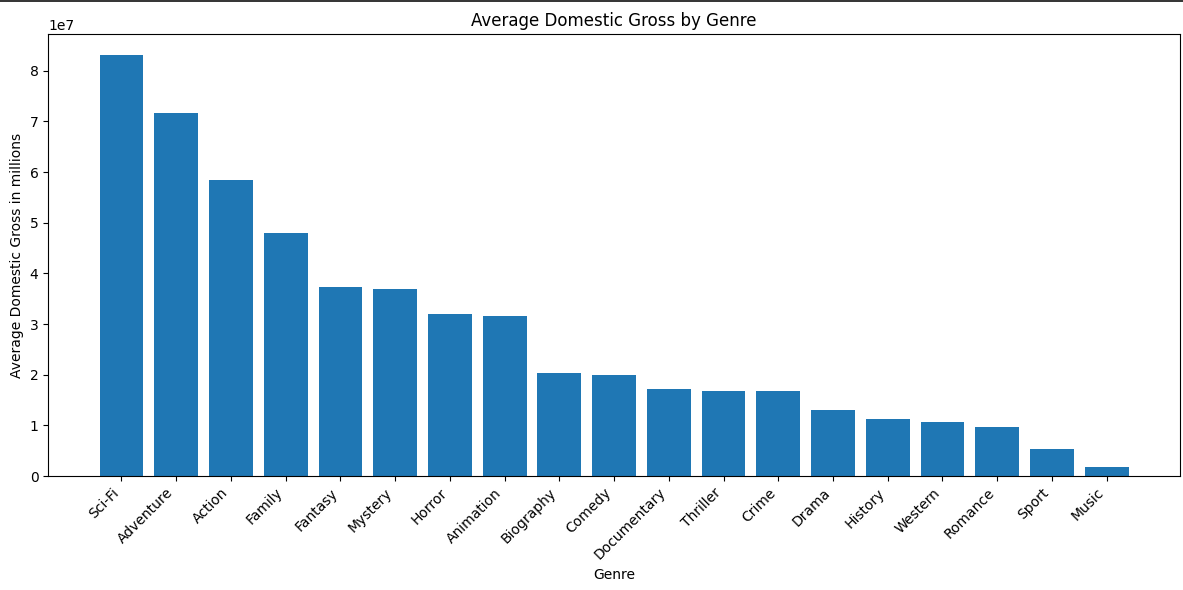 Average Domestic Gross by Genre
1e7
Average Domestic Gross in millions
8
7
6
5
4
3
2
1
0
Sci-Fi
Adventure
Action
Family
Fantasy
Mystery
Horror
Animation
Biography
Comedy
Documentary
Thriller
Crime
Drama
History
Western
Romance
Sport
Music
Genre